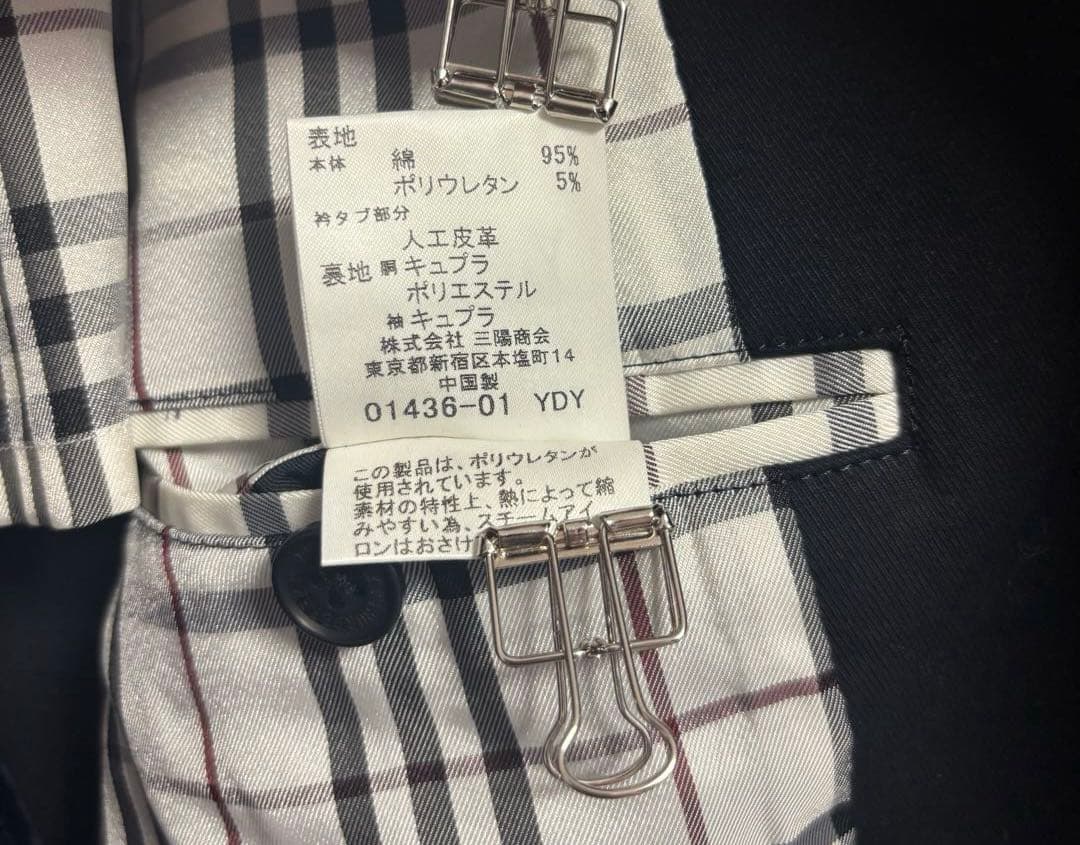 表地
本体 綿 95%
ポリウレタン 5%
衿タブ部分
人工皮革
裏地 胴 キュプラ
ポリエステル
袖 キュプラ
株式会社 三陽商会
東京都新宿区本塩町14
中国製
01436-01 YDY
この製品は、ポリウレタンが
使用されています。
素材の特性上、熱によって縮
みやすい為、スチームアイ
ロンはおさけ